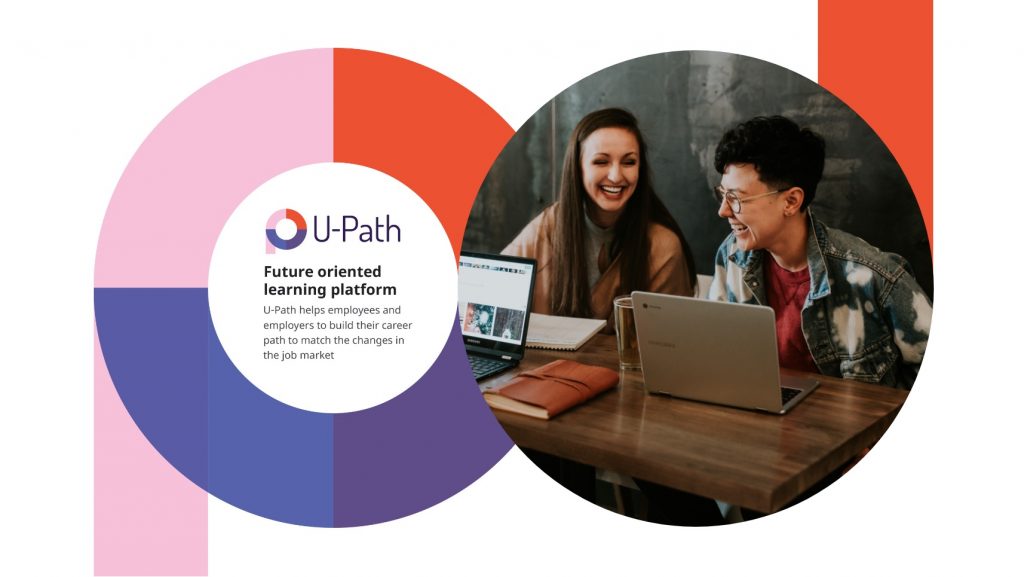 U-Path
Future oriented
learning platform
U-Path helps employees and
employers to build their career
path to match the changes in
the job market